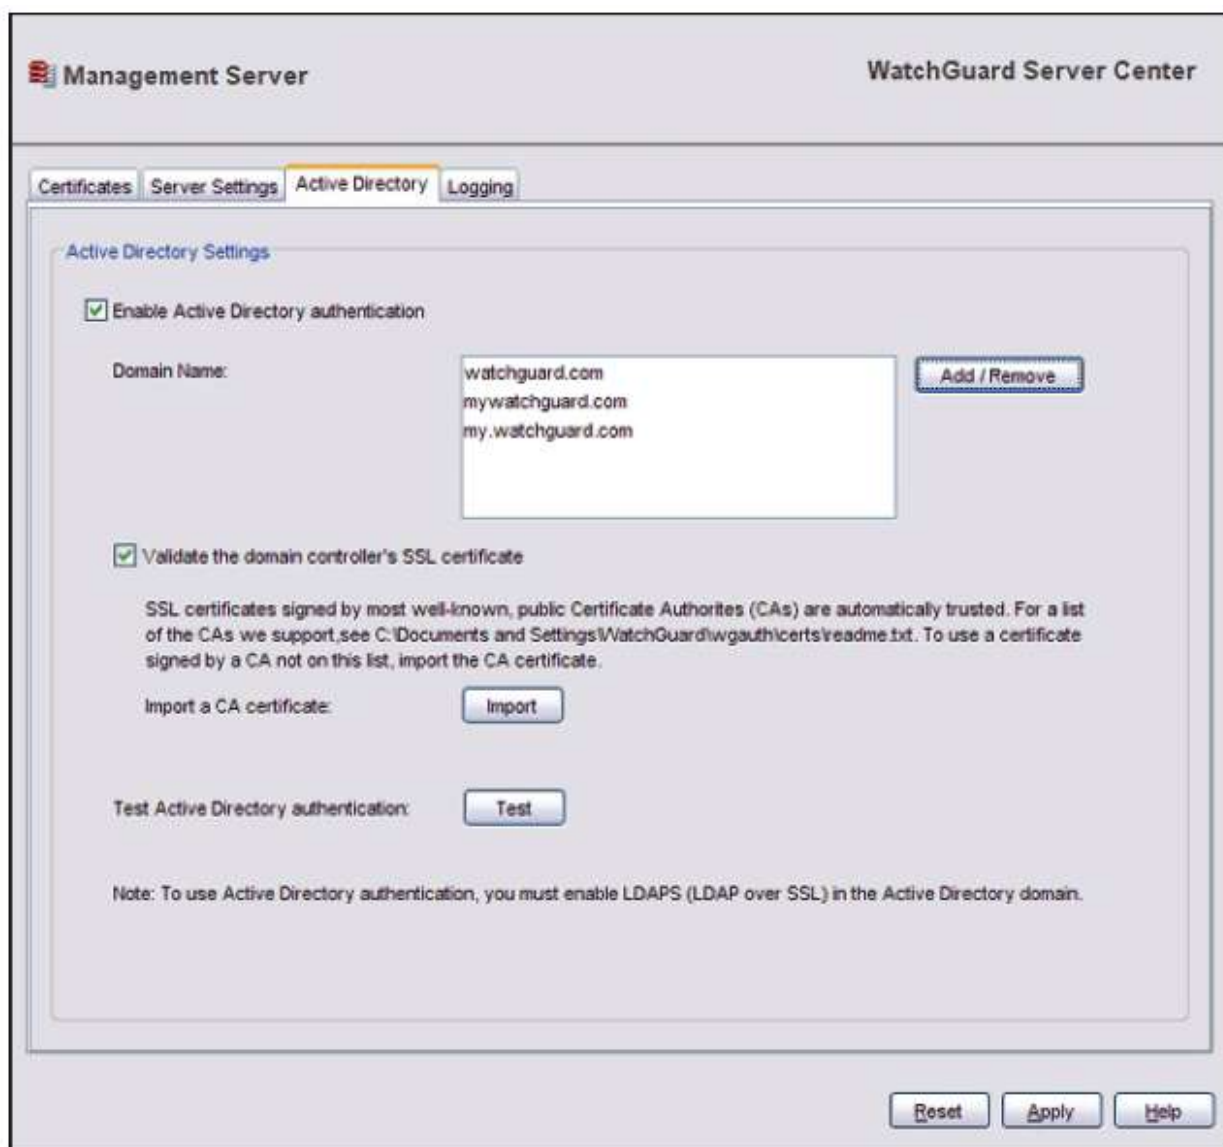 Management Server
WatchGuard Server Center
Certificates
Server Settings
Active Directory
Logging
Active Directory Settings
Enable Active Directory authentication
Domain Name:
watchguard.com
mywatchguard.com
my.watchguard.com
Add / Remove
Validate the domain controller's SSL certificate
SSL certificates signed by most well-known, public Certificate Authorites (CAs) are automatically trusted. For a list
of the CAs we support,see C:\Documents and Settings\WatchGuard\wgauth\certs\readme.txt. To use a certificate
signed by a CA not on this list, import the CA certificate.
Import a CA certificate:
Import
Test Active Directory authentication:
Test
Note: To use Active Directory authentication, you must enable LDAPS (LDAP over SSL) in the Active Directory domain.
Reset
Apply
Help